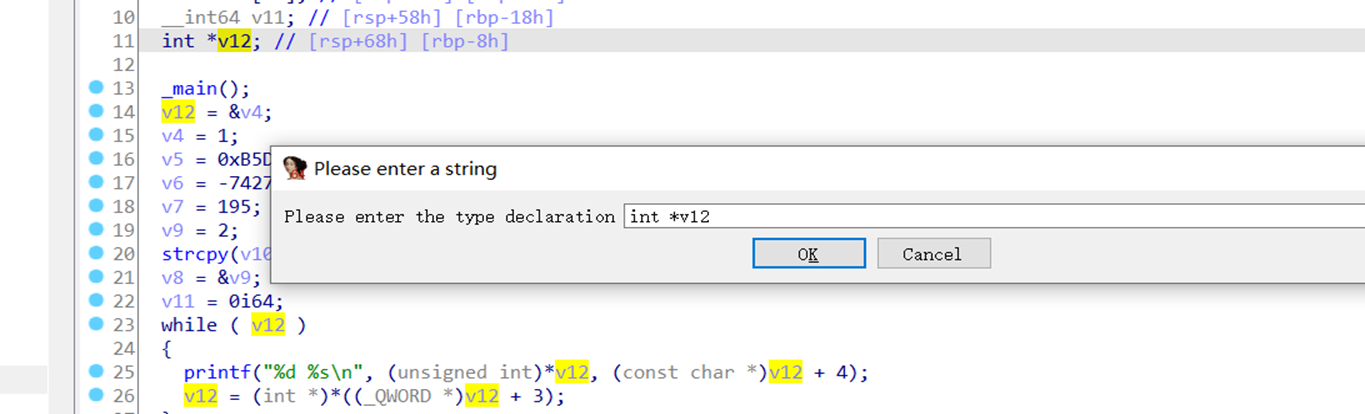 10 __int64 v11; // [rsp+58h] [rbp-18h]
11 int *v12; // [rsp+68h] [rbp-8h]
12
13 _main();
14 v12 = &v4;
15 v4 = 1;
16 v5 = 0xB5D
17 v6 = -7427
18 v7 = 195;
19 v9 = 2;
20 strcpy(v10
21 v8 = &v9;
22 v11 = 0i64;
23 while ( v12 )
24 {
25 printf("%d %s\n", (unsigned int)*v12, (const char *)v12 + 4);
26 v12 = (int *)*((_QWORD *)v12 + 3);
Please enter a string
Please enter the type declaration int *v12
OK Cancel